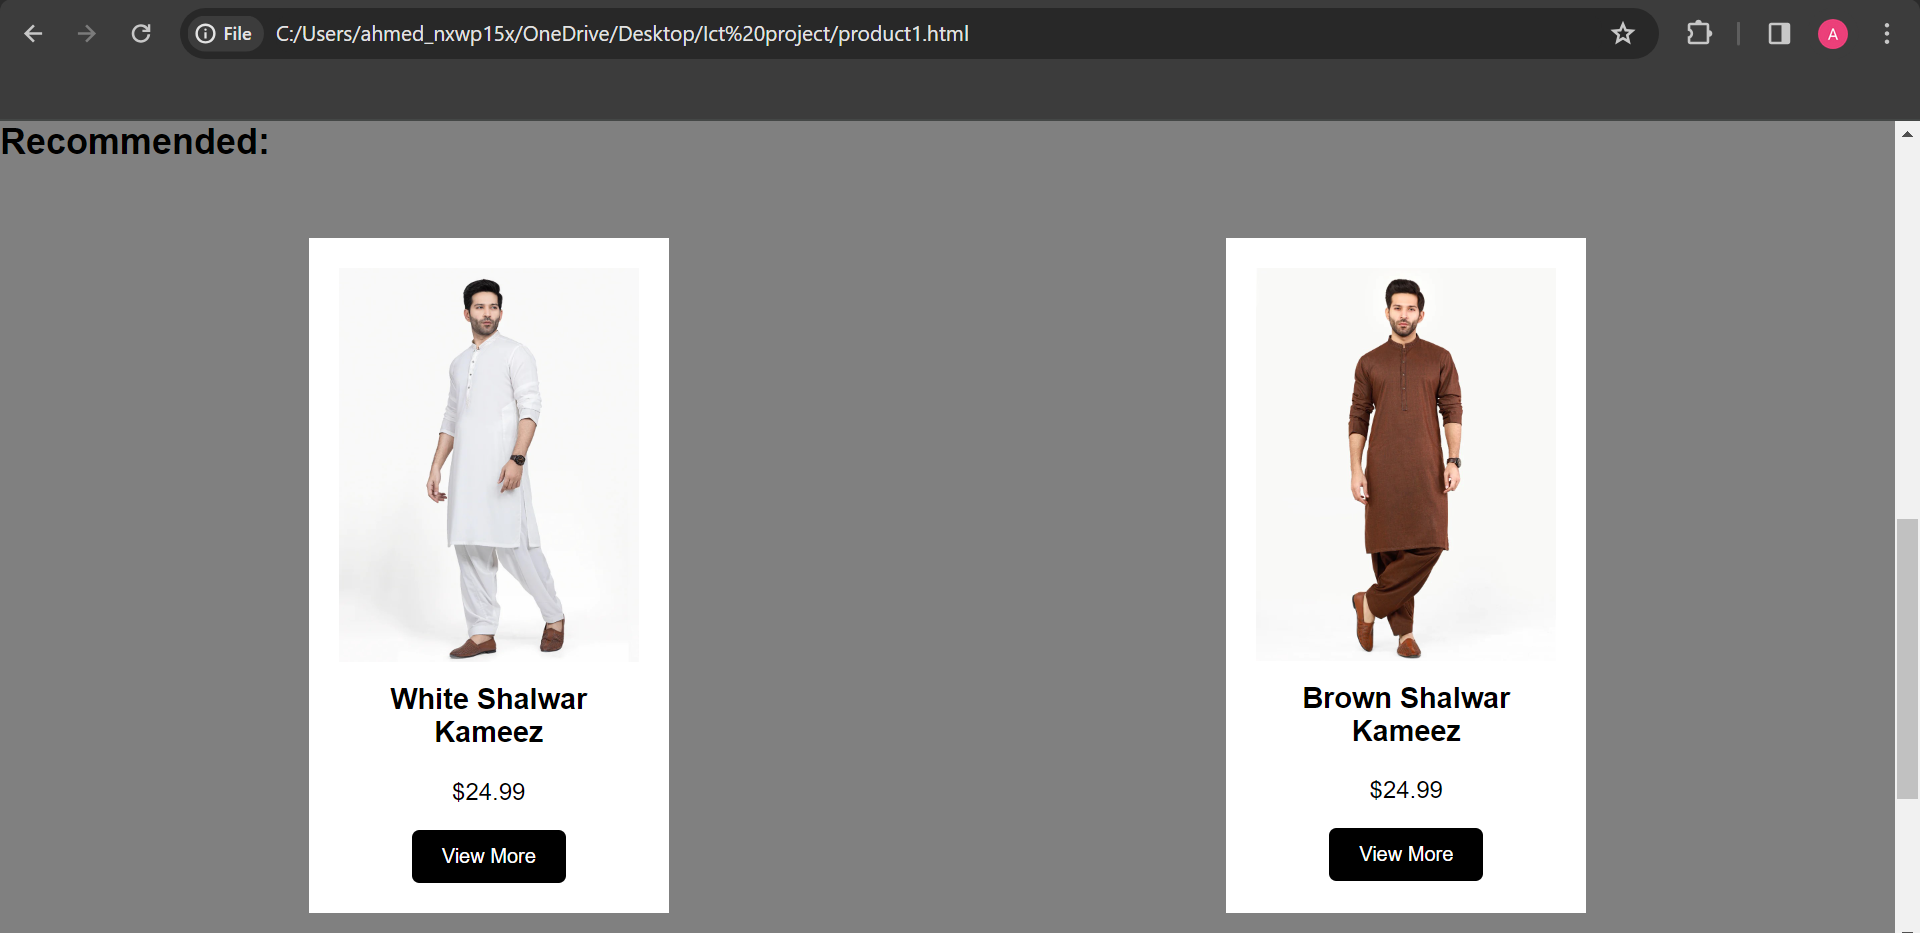 File C:/Users/ahmed_nxwp15x/OneDrive/Desktop/Ict%20project/product1.html
A
Recommended:
White Shalwar
Kameez
$24.99
View More
Brown Shalwar
Kameez
$24.99
View More